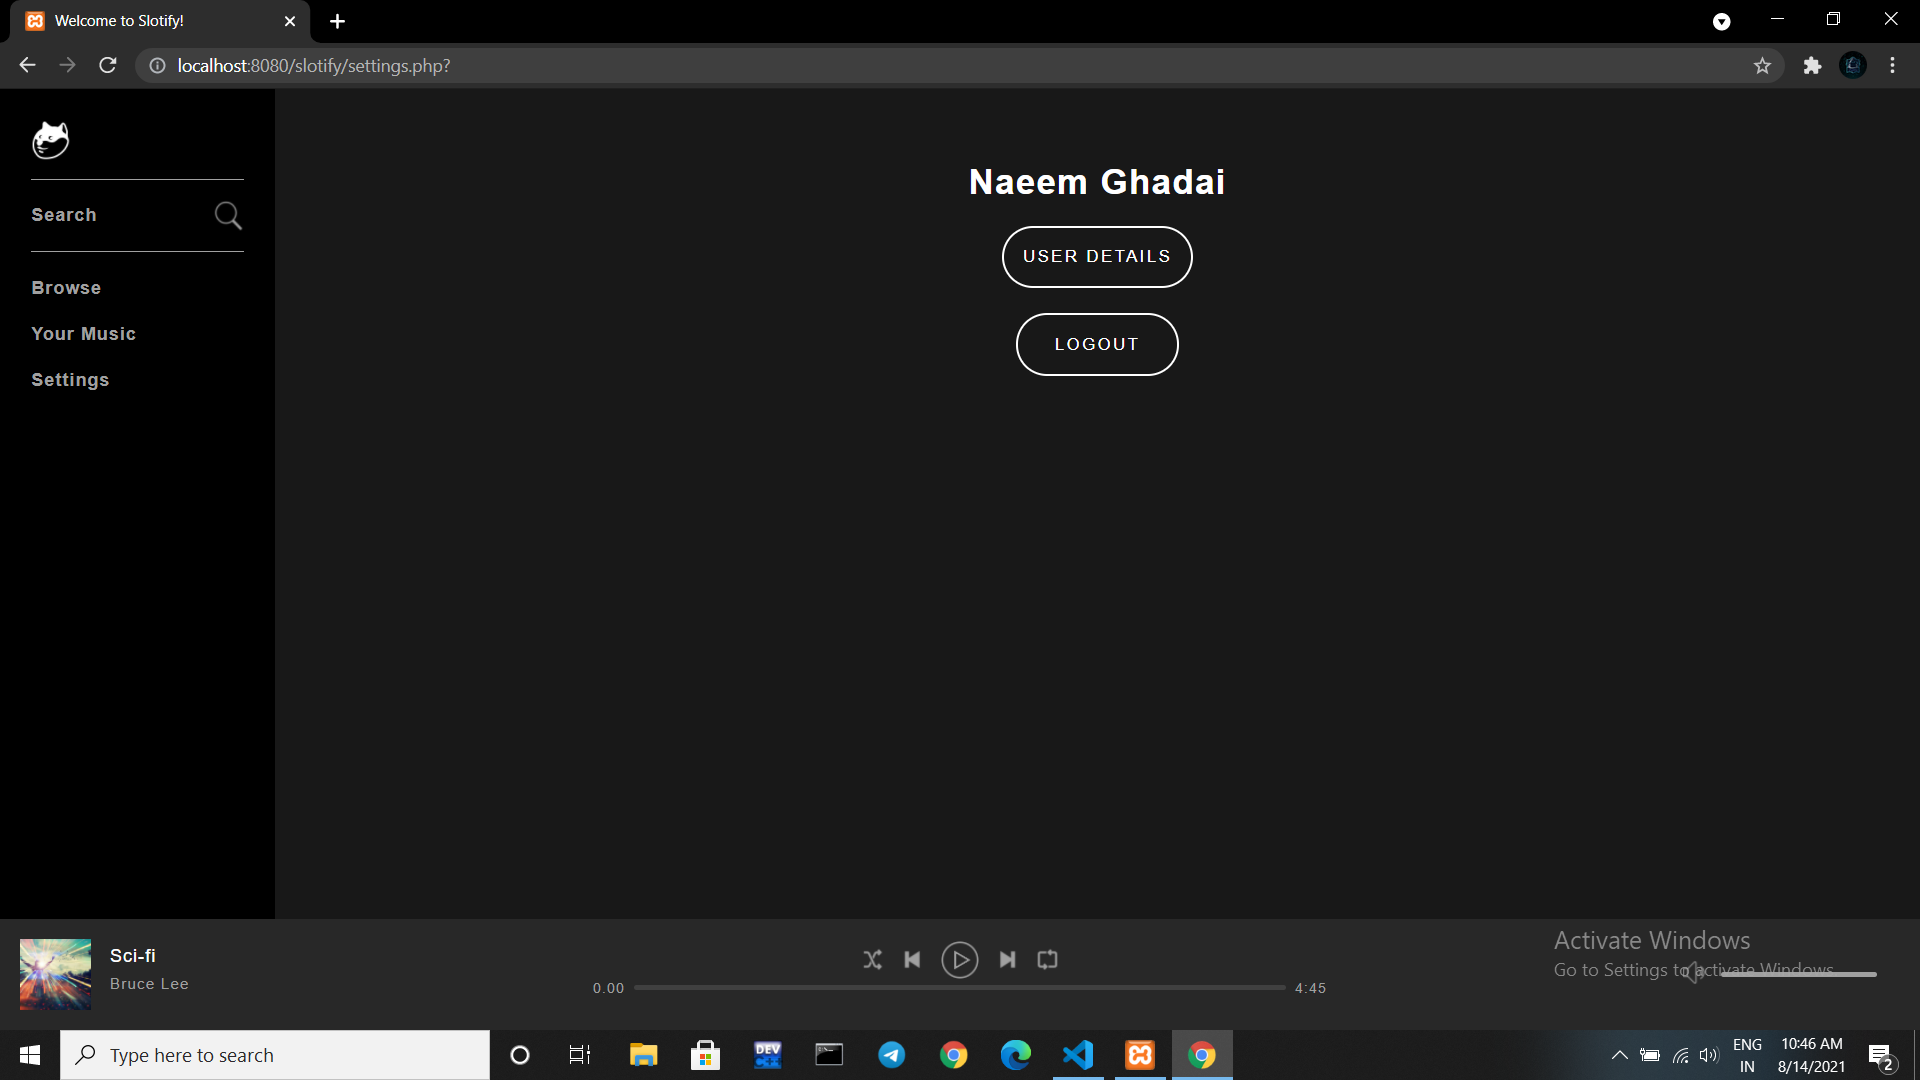 Welcome to Slotify!
localhost:8080/slotify/settings.php?
Search
Browse
Your Music
Settings
Naeem Ghadai
USER DETAILS
LOGOUT
Sci-fi
Bruce Lee
0.00
4:45
Activate Windows
Go to Settings to activate Windows.
Type here to search
DEV
C++
ENG
IN
10:46 AM
8/14/2021
2